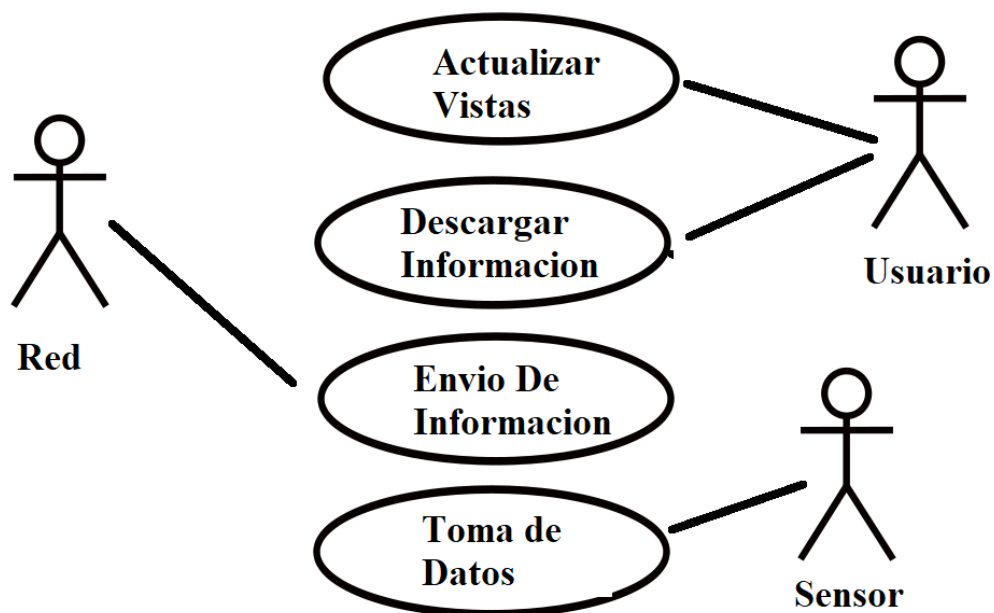 Actualizar
Vistas
Descargar
Informacion
Usuario
Red
Envio De
Informacion
Toma de
Datos
Sensor